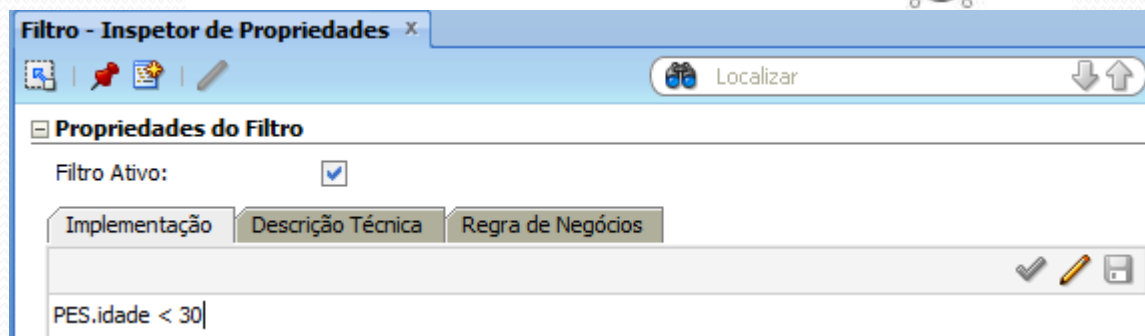 Filtro - Inspetor de Propriedades x
Localizar
Propriedades do Filtro
Filtro Ativo:
Implementação Descrição Técnica Regra de Negócios
PES.idade < 30